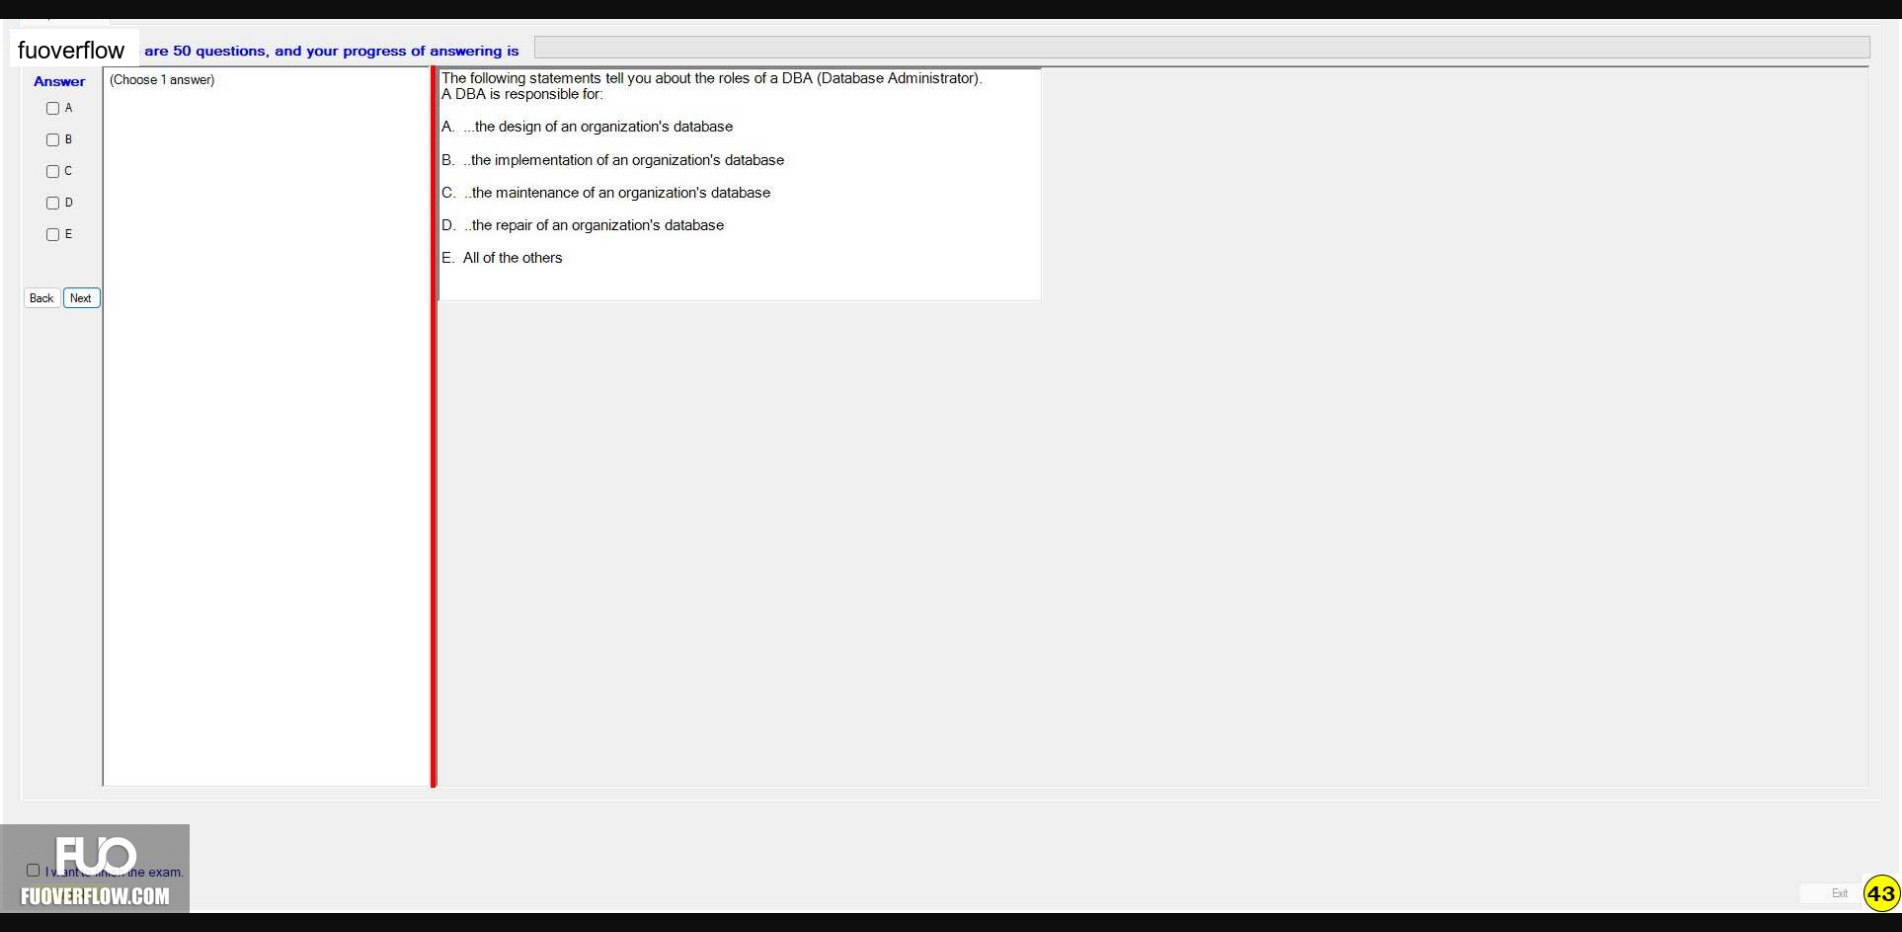 fuoverflow are 50 questions, and your progress of answering is
Answer
A
B
C
D
E
Back Next
(Choose 1 answer)
The following statements tell you about the roles of a DBA (Database Administrator).
A DBA is responsible for:
A. ...the design of an organization's database
B. ..the implementation of an organization's database
C. ..the maintenance of an organization's database
D. ..the repair of an organization's database
E. All of the others
FUO
I want to finish the exam.
FUOVERFLOW.COM
Exit
43